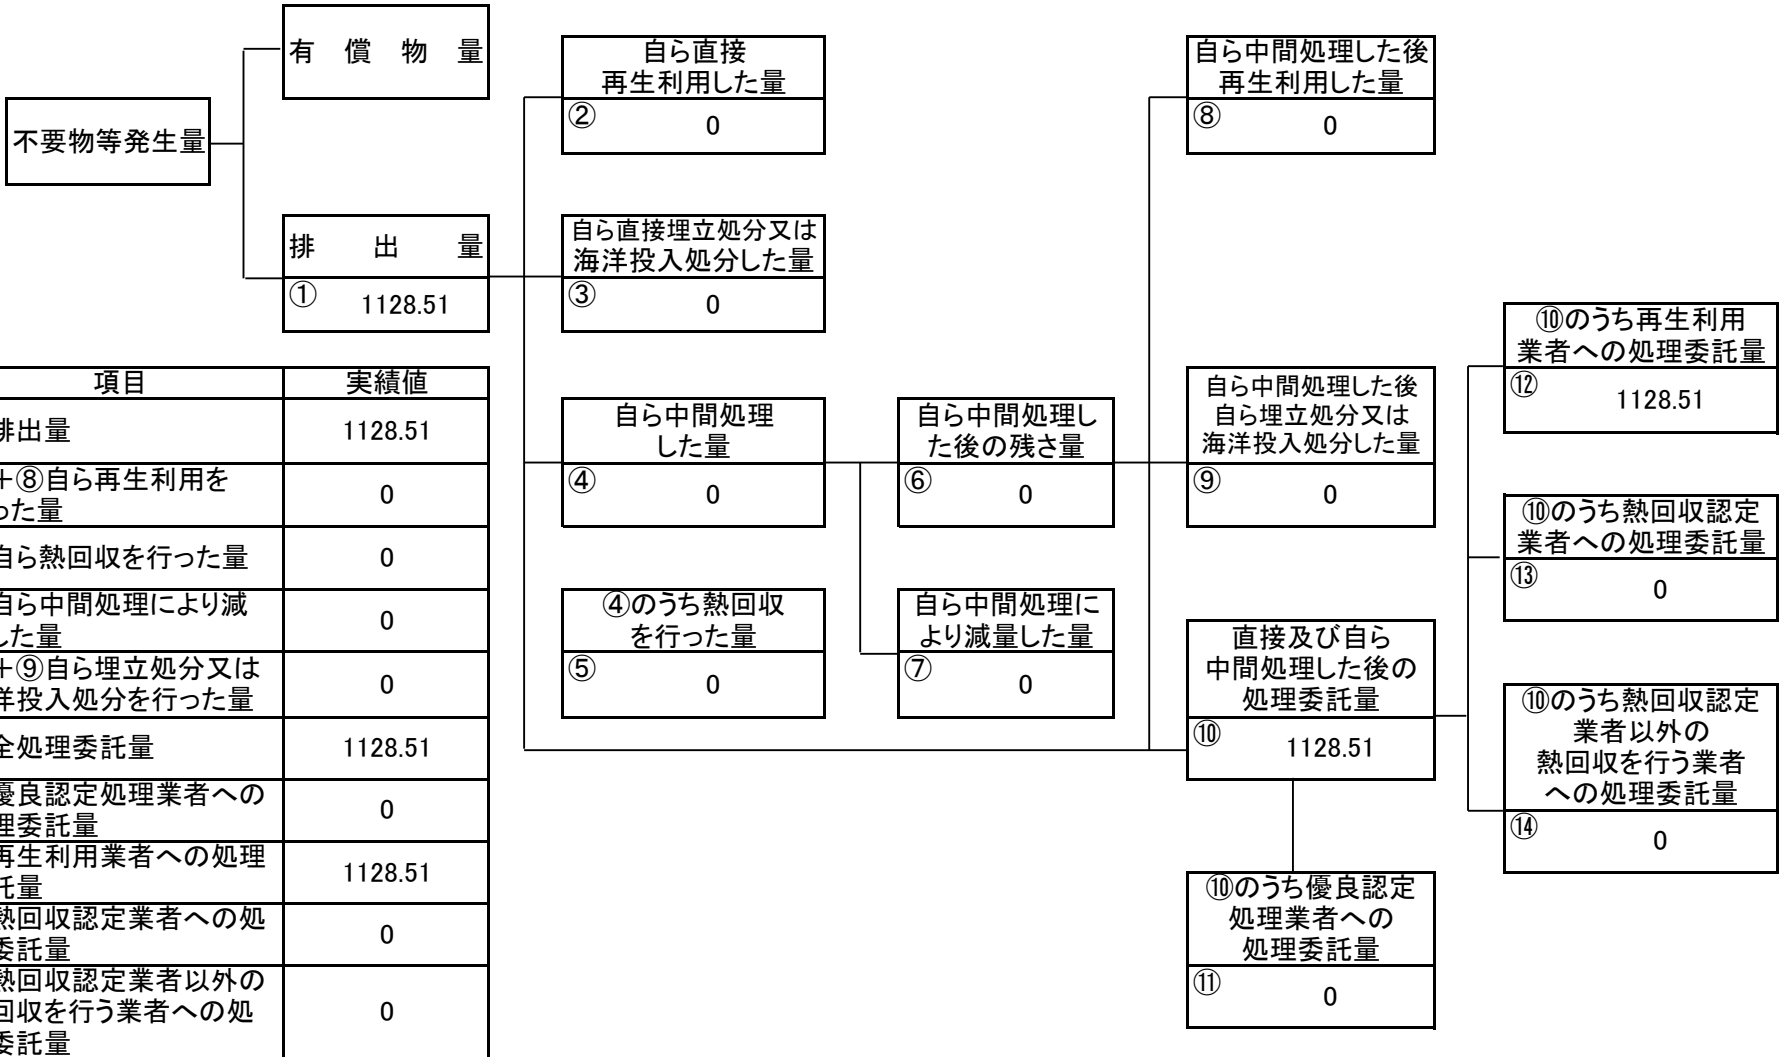 有償物量
不要物等発生量
排出量
① 1128.51
自ら直接
再生利用した量
② 0
自ら直接埋立処分又は
海洋投入処分した量
③ 0
自ら中間処理
した量
④ 0
④のうち熱回収
を行った量
⑤ 0
自ら中間処理し
た後の残さ量
⑥ 0
自ら中間処理に
より減量した量
⑦ 0
自ら中間処理した後
再生利用した量
⑧ 0
自ら中間処理した後
自ら埋立処分又は
海洋投入処分した量
⑨ 0
直接及び自ら
中間処理した後の
処理委託量
⑩ 1128.51
⑩のうち優良認定
処理業者への
処理委託量
⑪ 0
⑩のうち再生利用
業者への処理委託量
⑫ 1128.51
⑩のうち熱回収認定
業者への処理委託量
⑬ 0
⑩のうち熱回収認定
業者以外の
熱回収を行う業者
への処理委託量
⑭ 0
項目 実績値
排出量 1128.51
+⑧自ら再生利用を
った量 0
自ら熱回収を行った量 0
自ら中間処理により減
した量 0
+⑨自ら埋立処分又は
洋投入処分を行った量 0
全処理委託量 1128.51
優良認定処理業者への
理委託量 0
再生利用業者への処理
託量 1128.51
熱回収認定業者への処
委託量 0
熱回収認定業者以外の
回収を行う業者への処
委託量 0